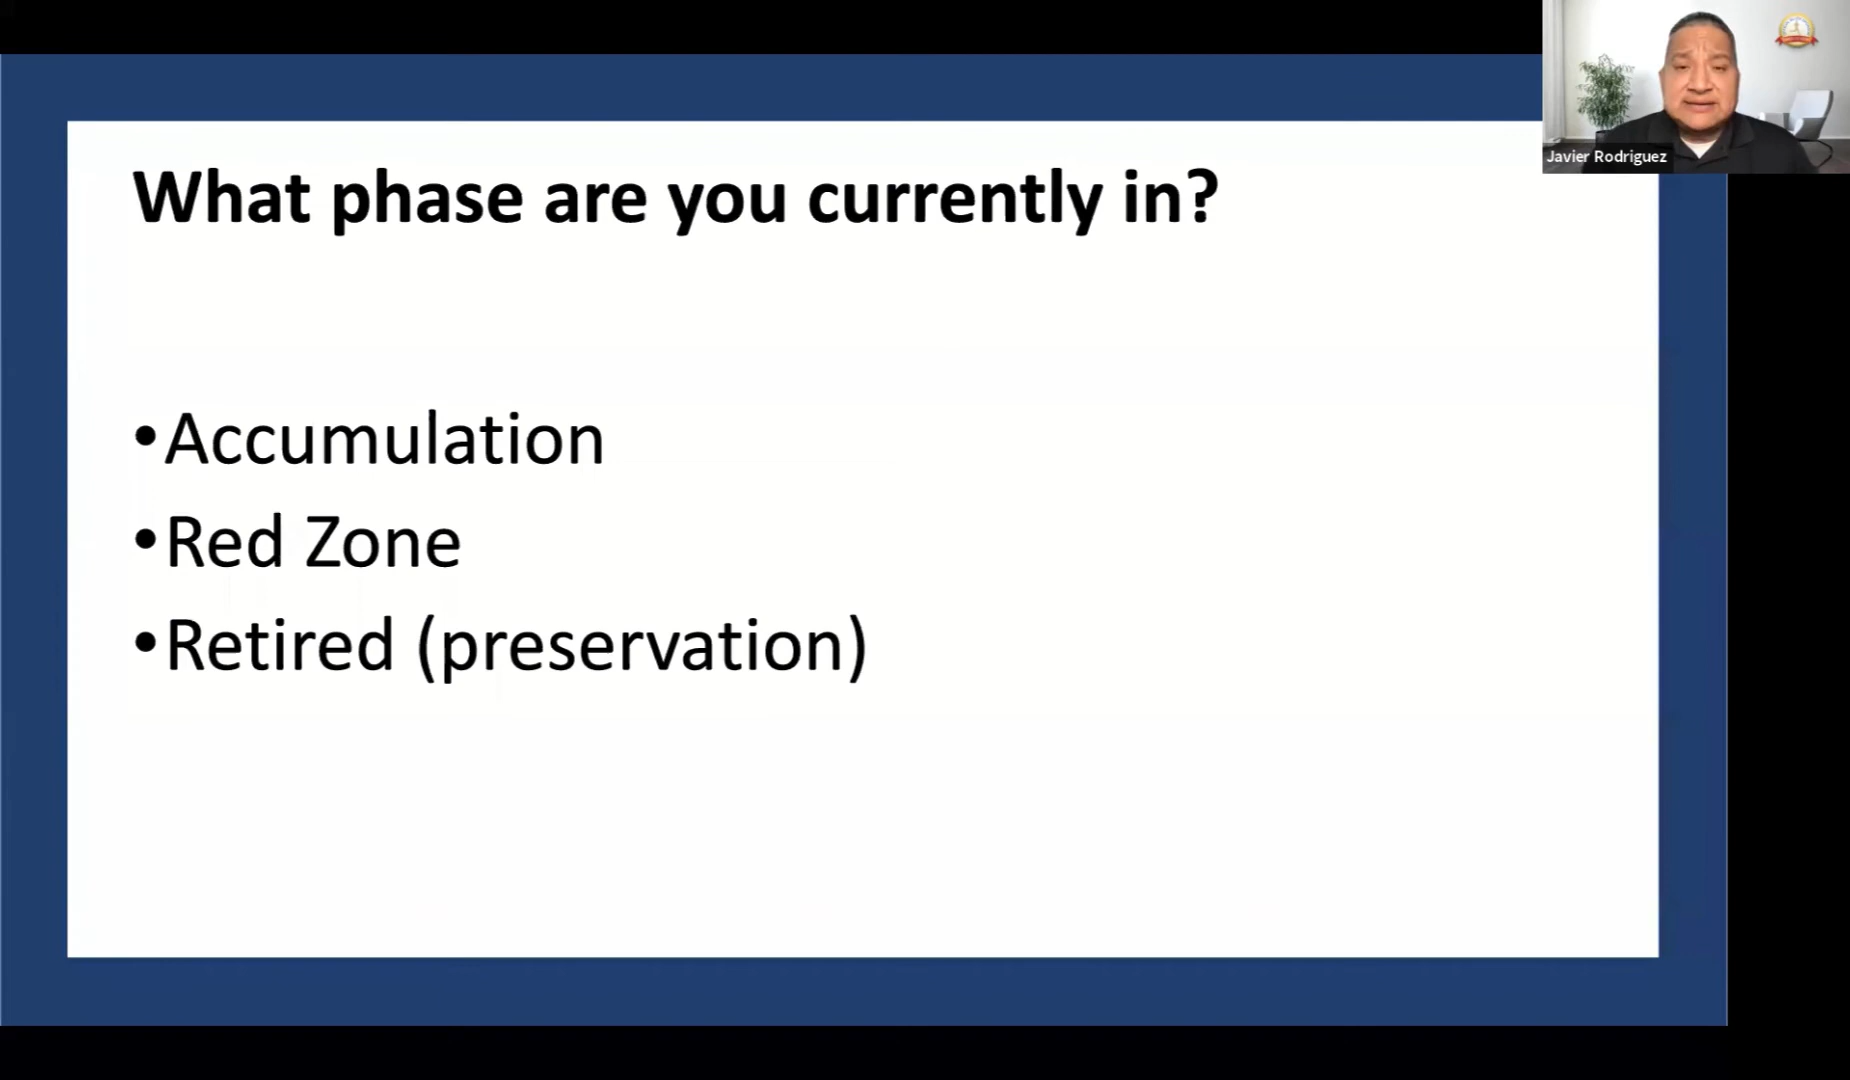 What phase are you currently in?
•Accumulation
•Red Zone
•Retired (preservation)
Javier Rodriguez